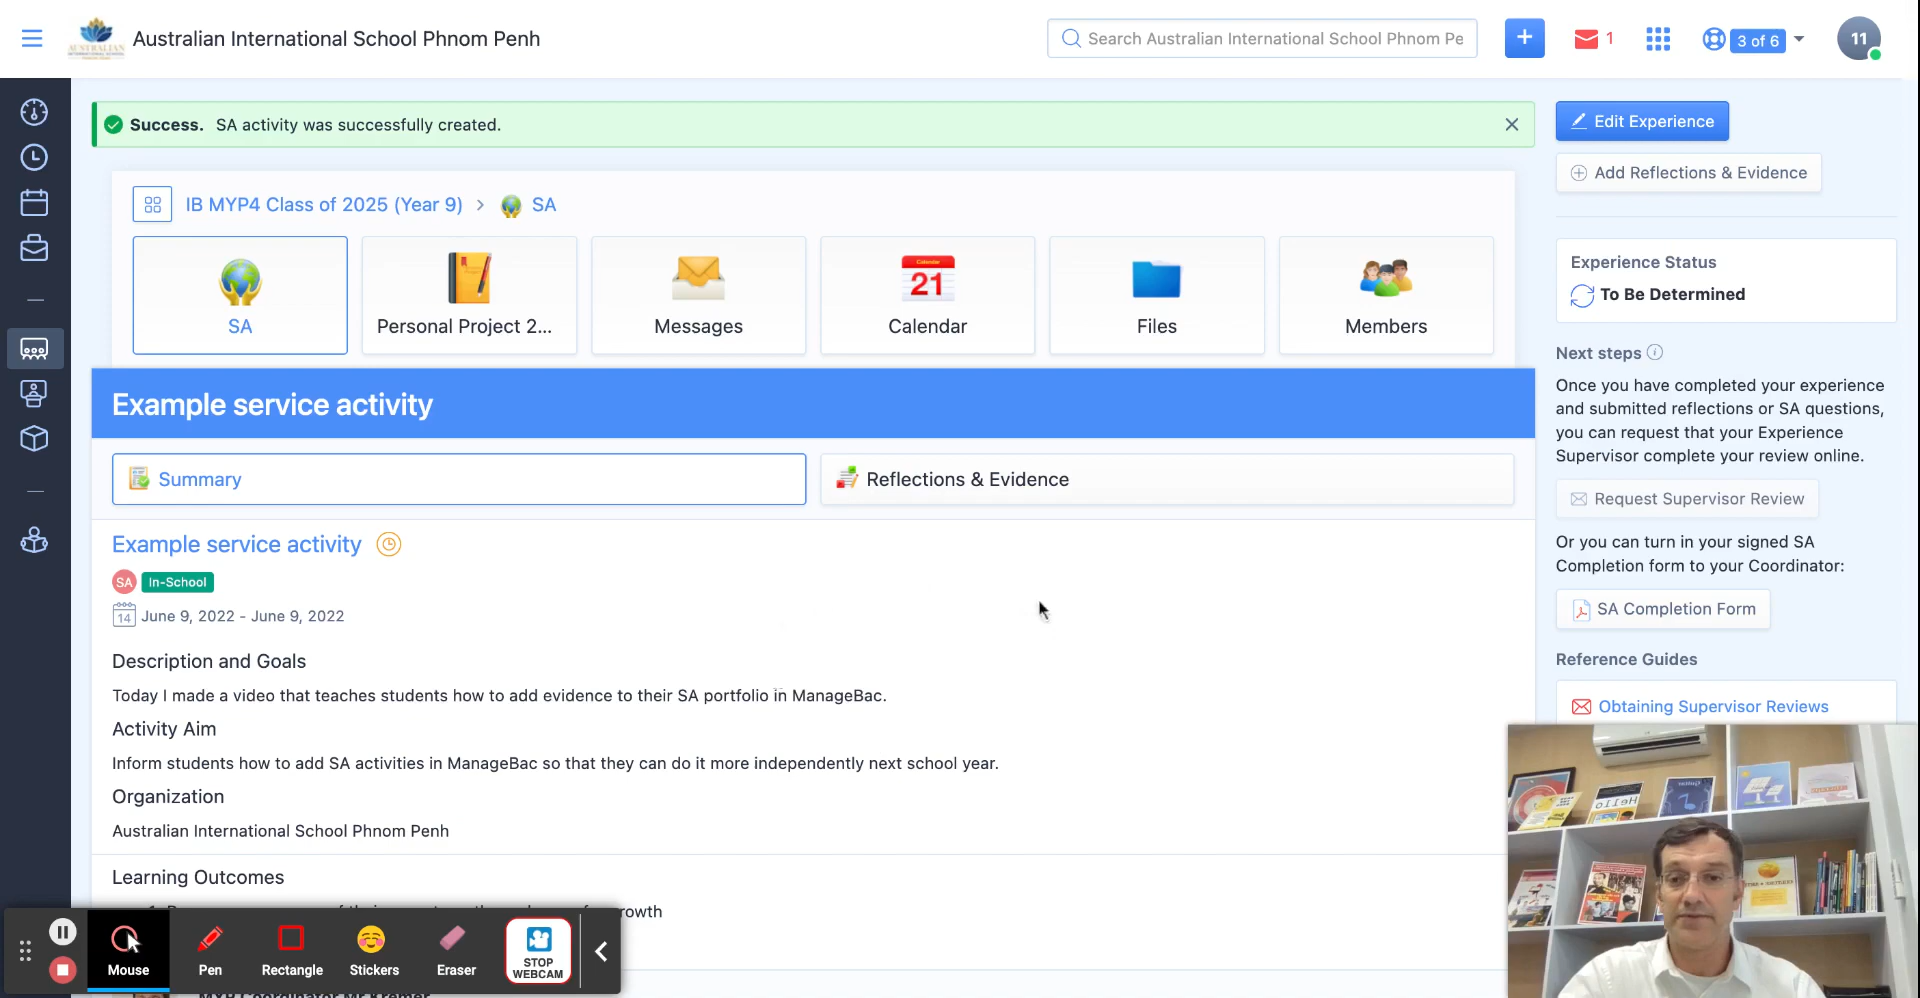 Australian International School Phnom Penh
Search Australian International School Phnom Pe
+
1
3 of 6
11
Success. SA activity was successfully created.
Edit Experience
Add Reflections & Evidence
IB MYP4 Class of 2025 (Year 9) > SA
SA
Personal Project 2...
Messages
Calendar
21
Calendar
Files
Members
Experience Status
To Be Determined
Next steps
Once you have completed your experience
and submitted reflections or SA questions,
you can request that your Experience
Supervisor complete your review online.
Request Supervisor Review
Or you can turn in your signed SA
Completion form to your Coordinator:
SA Completion Form
Reference Guides
Obtaining Supervisor Reviews
Example service activity
Summary
Reflections & Evidence
Example service activity
SA In-School
14 June 9, 2022 - June 9, 2022
Description and Goals
Today I made a video that teaches students how to add evidence to their SA portfolio in ManageBac.
Activity Aim
Inform students how to add SA activities in ManageBac so that they can do it more independently next school year.
Organization
Australian International School Phnom Penh
Learning Outcomes
rowth
Mouse
Pen
Rectangle
Stickers
Eraser
STOP
WEBCAM
MYP Coordinator Mr Kremer
Hello